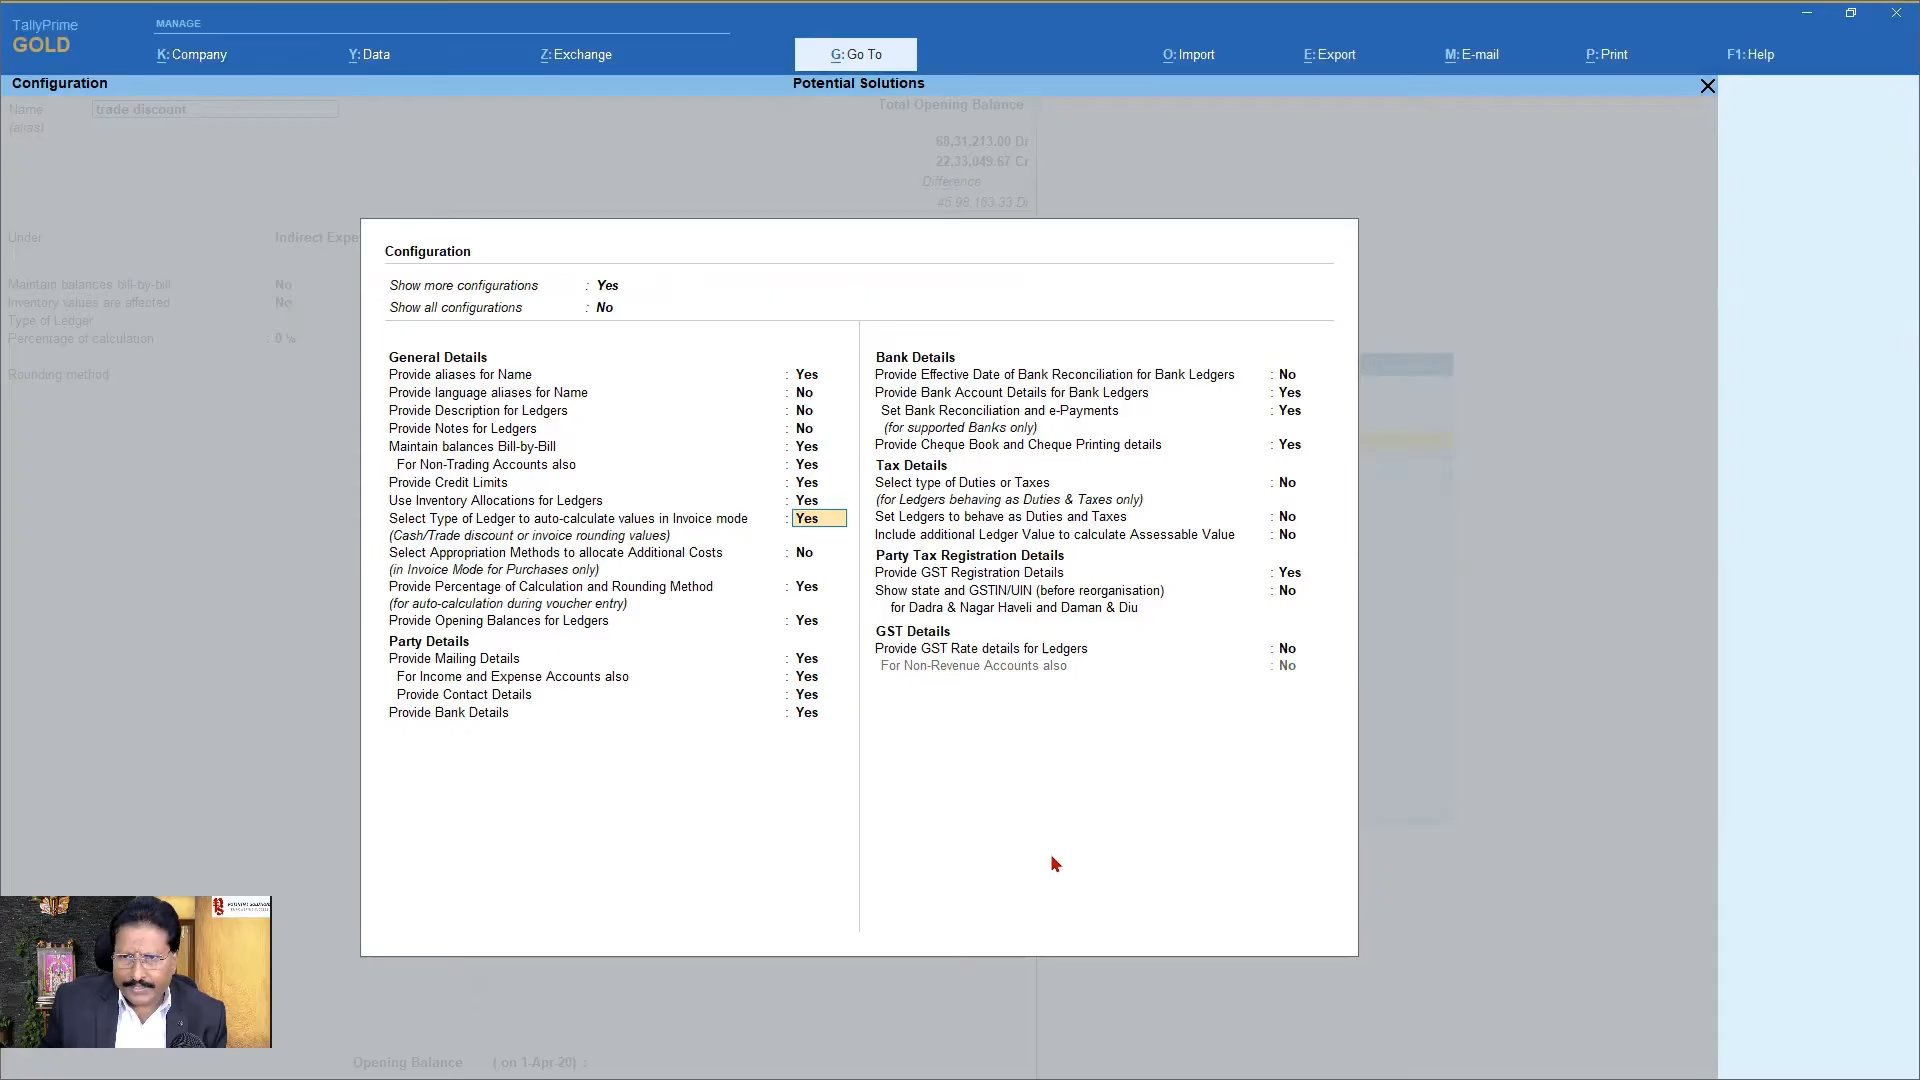 TallyPrime
GOLD
MANAGE
K: Company
Y: Data
Z: Exchange
G: Go To
O: Import
E: Export
M: E-mail
P: Print
F1: Help
Configuration
Potential Solutions
Name
trade discount
(alias)
Total Opening Balance
68,31,213.00 Dr
22,33,049.67 Cr
Difference
45,98,163.33 Dr
Under
Indirect Expe
Maintain balances bill-by-bill
No
Inventory values are affected
No
Type of Ledger
Percentage of calculation
: 0 %
Rounding method
Configuration
Show more configurations : Yes
Show all configurations : No
General Details
Provide aliases for Name : Yes
Provide language aliases for Name : No
Provide Description for Ledgers : No
Provide Notes for Ledgers : No
Maintain balances Bill-by-Bill : Yes
For Non-Trading Accounts also : Yes
Provide Credit Limits : Yes
Use Inventory Allocations for Ledgers : Yes
Select Type of Ledger to auto-calculate values in Invoice mode : Yes
(Cash/Trade discount or invoice rounding values)
Select Appropriation Methods to allocate Additional Costs : No
(in Invoice Mode for Purchases only)
Provide Percentage of Calculation and Rounding Method : Yes
(for auto-calculation during voucher entry)
Provide Opening Balances for Ledgers : Yes
Party Details
Provide Mailing Details : Yes
For Income and Expense Accounts also : Yes
Provide Contact Details : Yes
Provide Bank Details : Yes
Bank Details
Provide Effective Date of Bank Reconciliation for Bank Ledgers : No
Provide Bank Account Details for Bank Ledgers : Yes
Set Bank Reconciliation and e-Payments : Yes
(for supported Banks only)
Provide Cheque Book and Cheque Printing details : Yes
Tax Details
Select type of Duties or Taxes : No
(for Ledgers behaving as Duties & Taxes only)
Set Ledgers to behave as Duties and Taxes : No
Include additional Ledger Value to calculate Assessable Value : No
Party Tax Registration Details
Provide GST Registration Details : Yes
Show state and GSTIN/UIN (before reorganisation) : No
for Dadra & Nagar Haveli and Daman & Diu
GST Details
Provide GST Rate details for Ledgers : No
For Non-Revenue Accounts also : No
Opening Balance ( on 1-Apr-20) :